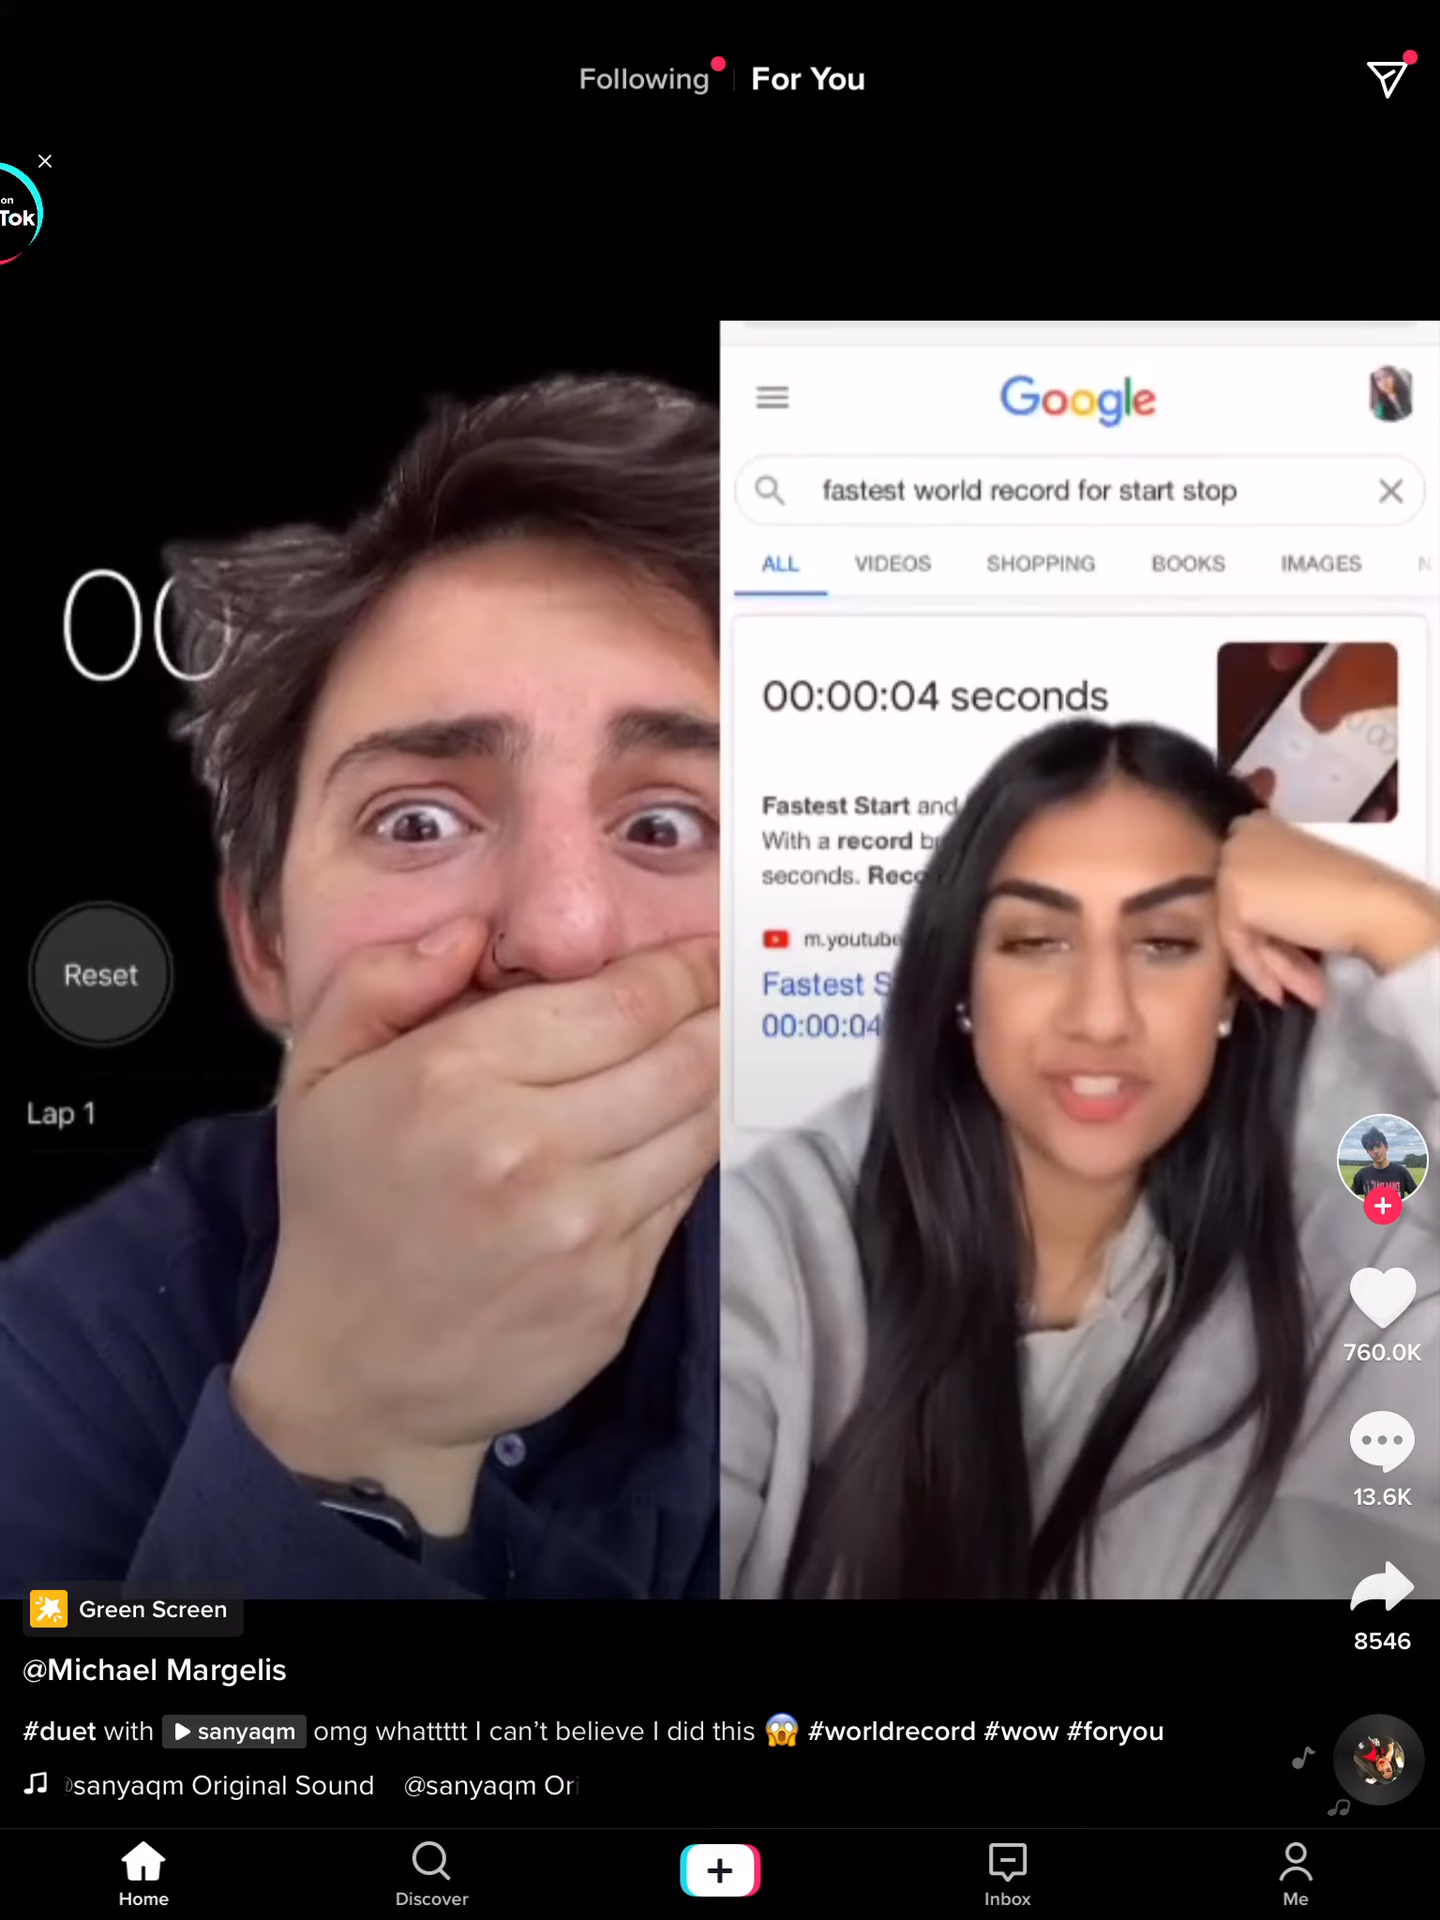 Following For You
on
Tok
Google
fastest world record for start stop
ALL VIDEOS SHOPPING BOOKS IMAGES N
00
00:00:04 seconds
Fastest Start and
With a record
seconds.
m.youtube
Reset
Fastest S
00:00:04
Lap 1
760.0K
13.6K
8546
Green Screen
@Michael Margelis
#duet with sanyaqm omg whattttt I can't believe I did this 😱 #worldrecord #wow #foryou
@sanyaqm Original Sound @sanyaqm Ori
Home Discover Inbox Me